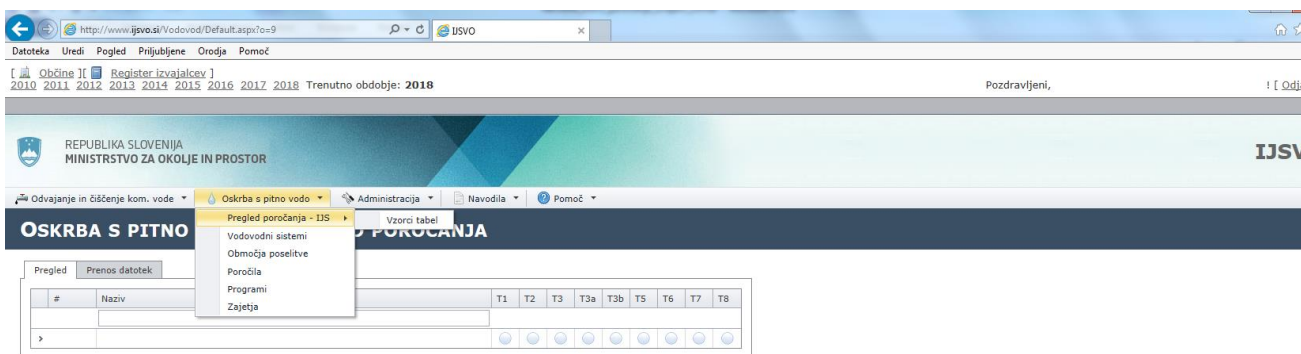 http://www.ijsvo.si/Vodovod/Default.aspx?o=9 IJSVO
Datoteka Uredi Pogled Priljubljene Orodja Pomoč
[ Občine ][ Register izvajalcev ]
2010 2011 2012 2013 2014 2015 2016 2017 2018 Trenutno obdobje: 2018 Pozdravljeni, ! [ Odj
REPUBLIKA SLOVENIJA
MINISTRSTVO ZA OKOLJE IN PROSTOR
IJSV
Odvajanje in čiščenje kom. vode Oskrba s pitno vodo Administracija Navodila Pomoč
Pregled poročanja - IJS Vzorci tabel
OSKRBA S PITNO POROČANJA
Vodovodni sistemi
Območja poselitve
Poročila
Programi
Zajetja
Pregled Prenos datotek
# Naziv T1 T2 T3 T3a T3b T5 T6 T7 T8